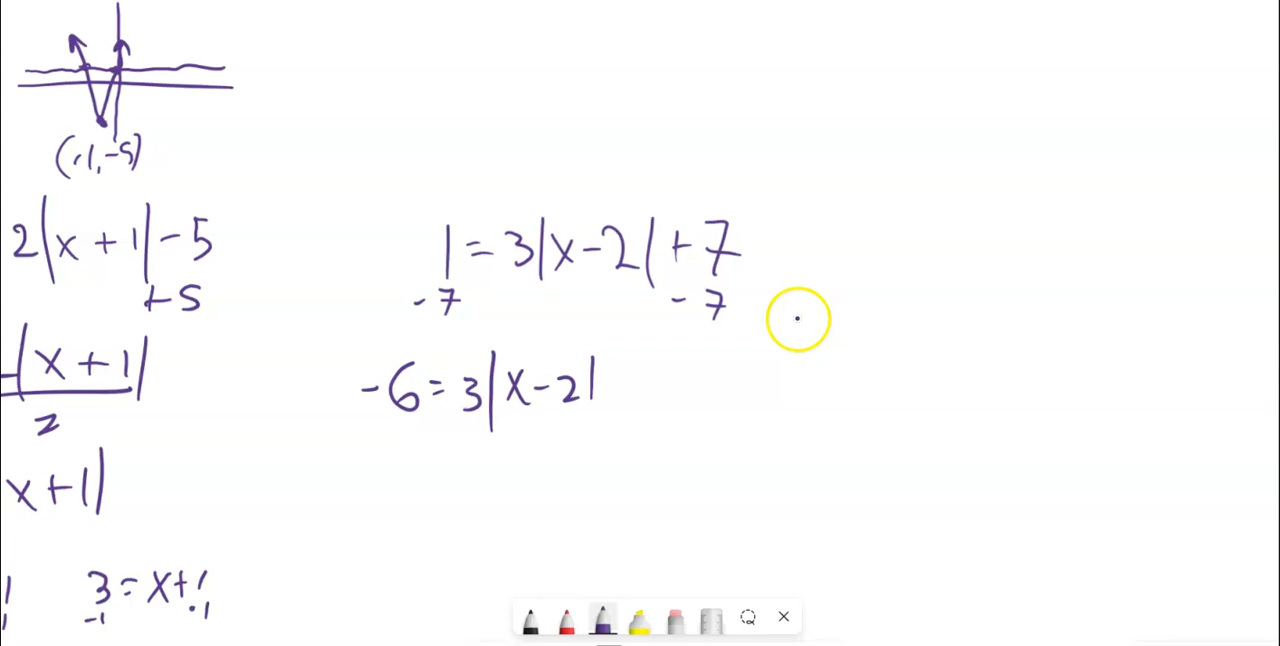 (-1,-5)
2|x+1|-5
+5
|x+1|
2
x+1|
3=x+1
-1 -1
1=3|x-2|+7
-7 -7
-6=3|x-2|